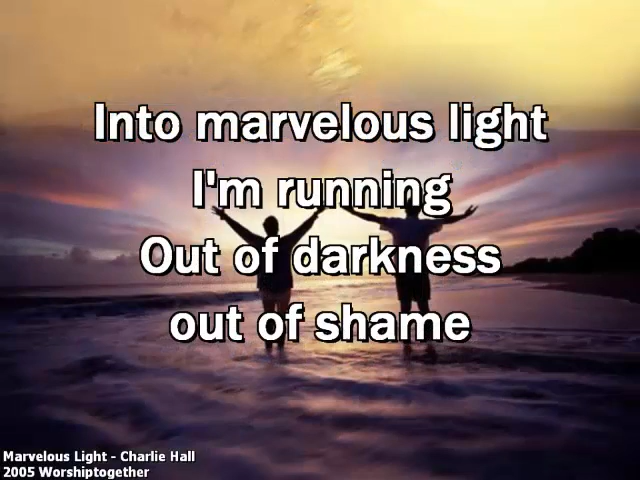 Into marvelous light
I'm running
Out of darkness
out of shame
Marvelous Light - Charlie Hall
2005 Worshiptogether